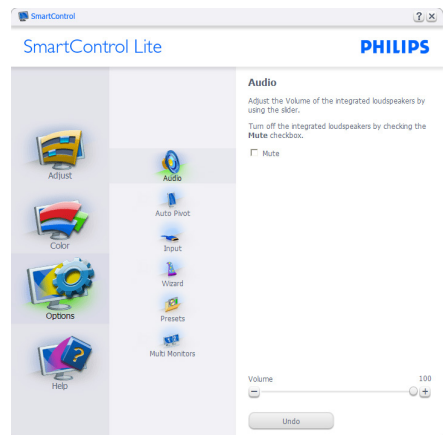 SmartControl
SmartControl Lite
PHILIPS
Adjust
Color
Options
Help
Audio
Auto Pivot
Input
Wizard
Presets
Multi Monitors
Audio
Adjust the Volume of the integrated loudspeakers by
using the slider.
Turn off the integrated loudspeakers by checking the
Mute checkbox.
Mute
Volume 100
Undo